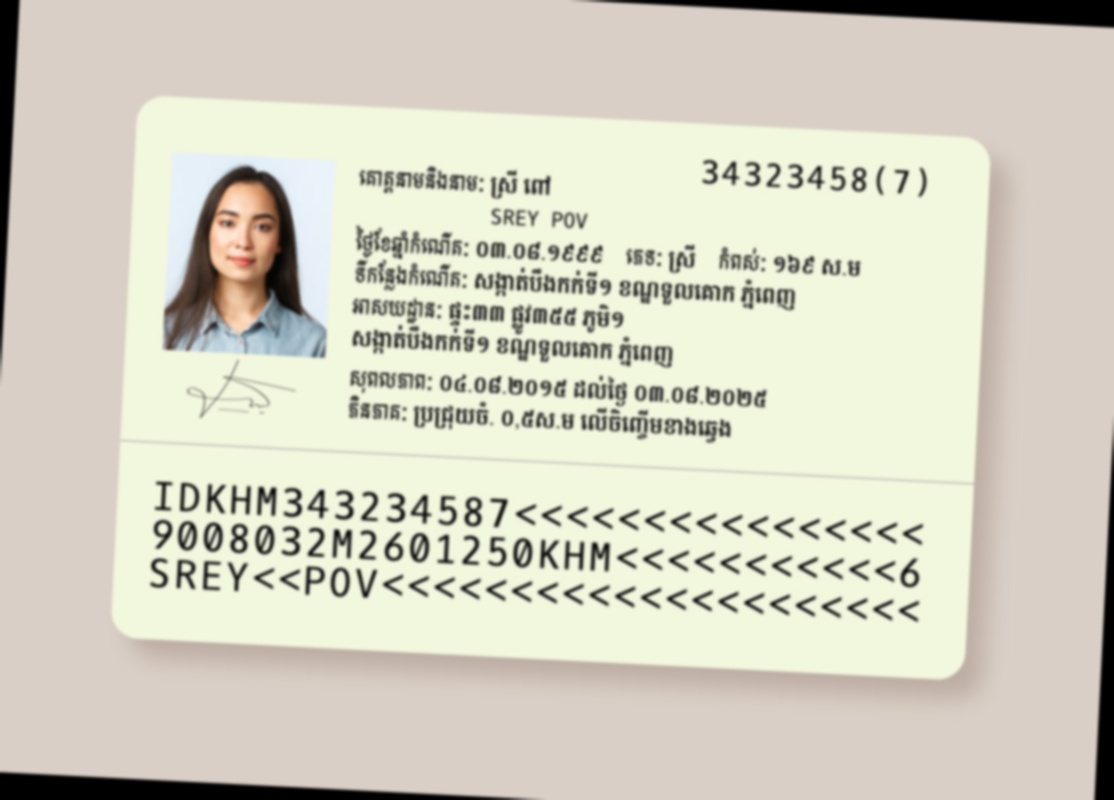 34323458(7)
គោត្តនាមនិងនាម: ស្រី ពៅ
SREY POV
ថ្ងៃខែឆ្នាំកំណើត: ០៣.០៨.១៩៩៩ ភេទ: ស្រី កំពស់: ១៦៩ ស.ម
ទីកន្លែងកំណើត: សង្កាត់បឹងកក់ទី១ ខណ្ឌទួលគោក ភ្នំពេញ
អាសយដ្ឋាន: ផ្ទះ៣៣ ផ្លូវ៣៥៥ ភូមិ១
សង្កាត់បឹងកក់ទី១ ខណ្ឌទួលគោក ភ្នំពេញ
សុពលភាព: ០៤.០៨.២០១៥ ដល់ថ្ងៃ ០៣.០៨.២០២៥
ភិនភាគ: ប្រជ្រុយចំ. ០,៥ស.ម លើចិញ្ចើមខាងឆ្វេង
IDKHM343234587<<<<<<<<<<<<<<<<
9008032M2601250KHM<<<<<<<<<<<6
SREY<<POV<<<<<<<<<<<<<<<<<<<<<